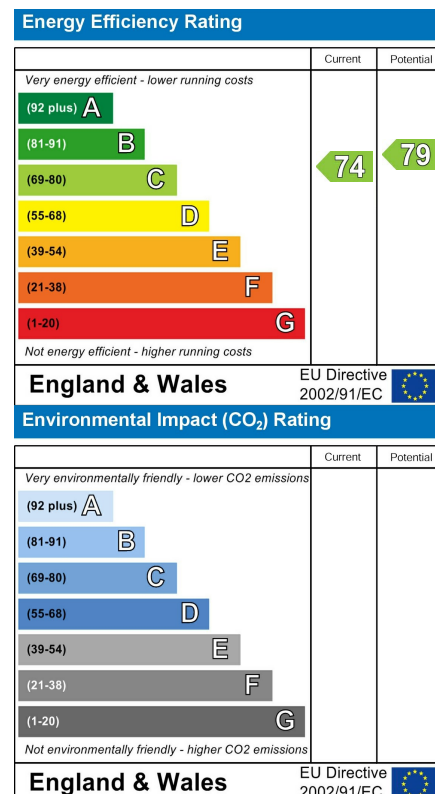 Energy Efficiency Rating
Current Potential
Very energy efficient - lower running costs
(92 plus) A
(81-91) B
(69-80) C
(55-68) D
(39-54) E
(21-38) F
(1-20) G
74 79
Not energy efficient - higher running costs
England & Wales
EU Directive
2002/91/EC
Environmental Impact (CO₂) Rating
Current Potential
Very environmentally friendly - lower CO2 emissions
(92 plus) A
(81-91) B
(69-80) C
(55-68) D
(39-54) E
(21-38) F
(1-20) G
Not environmentally friendly - higher CO2 emissions
England & Wales
EU Directive
2002/91/EC